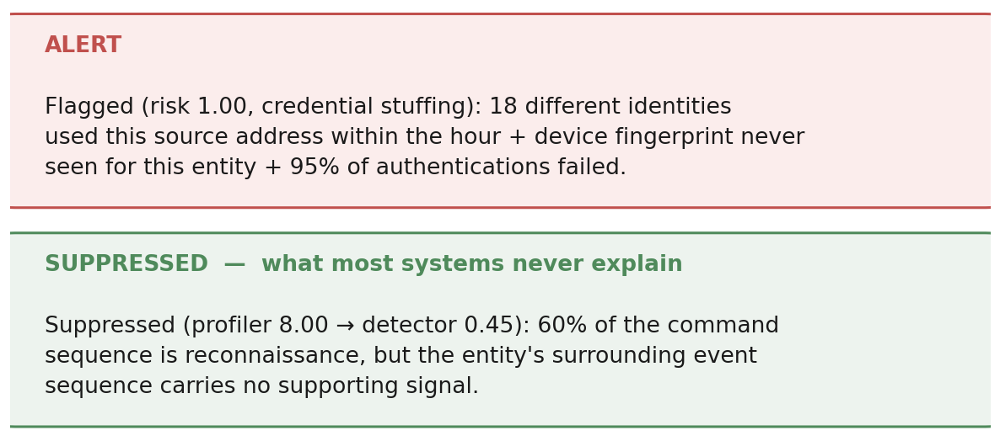 ALERT
Flagged (risk 1.00, credential stuffing): 18 different identities
used this source address within the hour + device fingerprint never
seen for this entity + 95% of authentications failed.
SUPPRESSED — what most systems never explain
Suppressed (profiler 8.00 → detector 0.45): 60% of the command
sequence is reconnaissance, but the entity's surrounding event
sequence carries no supporting signal.